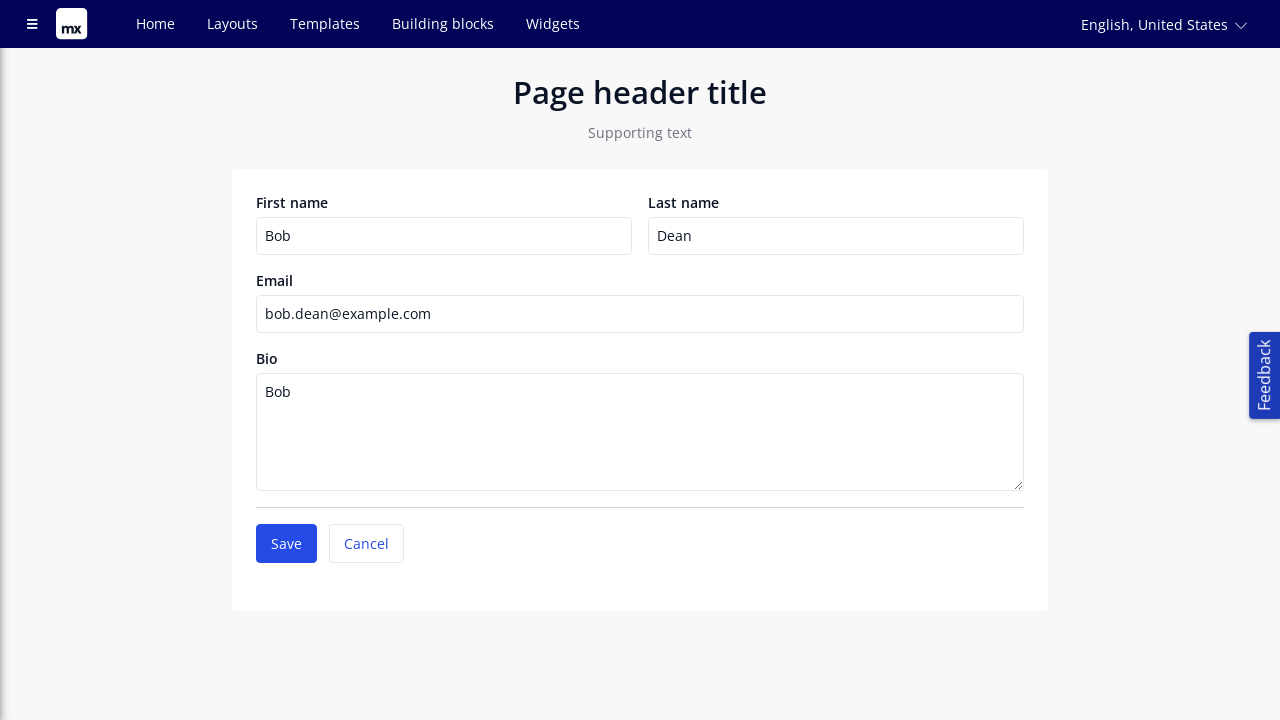 mx
Home
Layouts
Templates
Building blocks
Widgets
English, United States
Page header title
Supporting text
First name
Last name
Bob
Dean
Email
bob.dean@example.com
Bio
Bob
Save
Cancel
Feedback